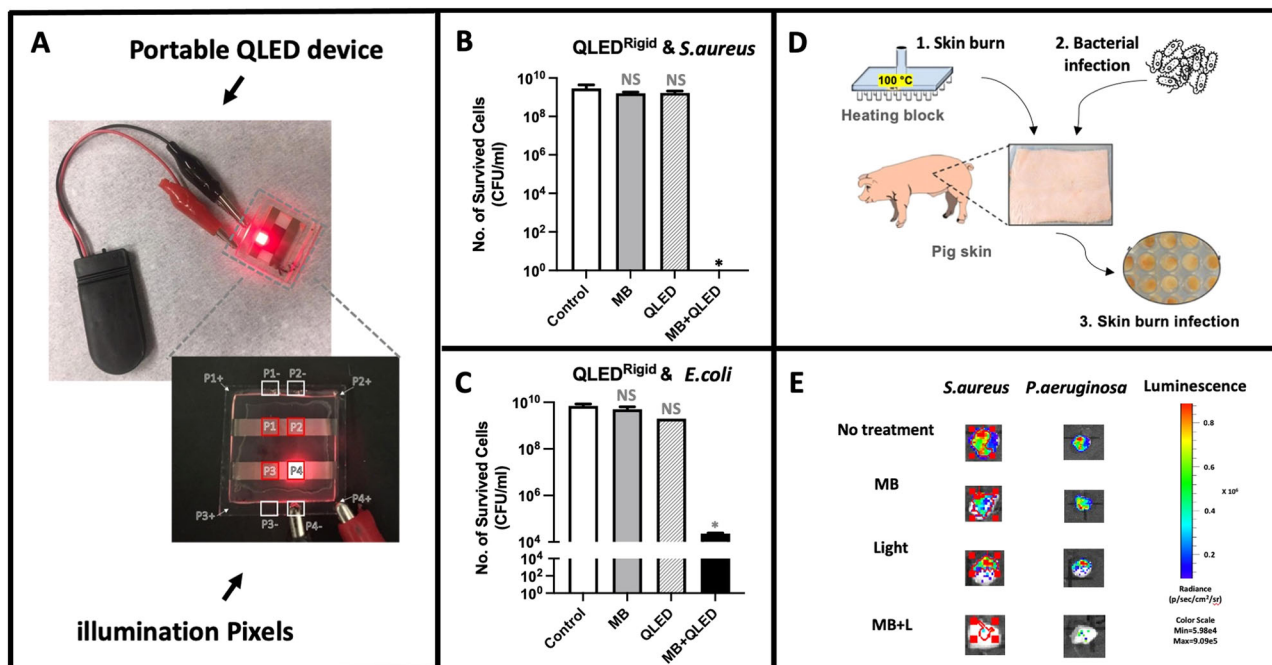 A
Portable QLED device
P1+
P1-
P2-
P2+
P1
P2
P3
P4
P3+
P3-
P4-
P4+
illumination Pixels
B
QLED^Rigid & S.aureus
No. of Survived Cells
(CFU/ml)
10^10
10^8
10^6
10^4
10^2
10^0
NS
NS
*
Control
MB
QLED
MB+QLED
C
QLED^Rigid & E.coli
No. of Survived Cells
(CFU/ml)
10^10
10^8
10^6
10^4
10^4
10^2
10^0
NS
NS
*
Control
MB
QLED
MB+QLED
D
1. Skin burn
2. Bacterial
infection
100 °C
Heating block
Pig skin
3. Skin burn infection
E
S.aureus
P.aeruginosa
Luminescence
No treatment
MB
Light
MB+L
0.8
0.6
X 10⁶
0.4
0.2
Radiance
(p/sec/cm²/sr)
Color Scale
Min=5.98e4
Max=9.09e5